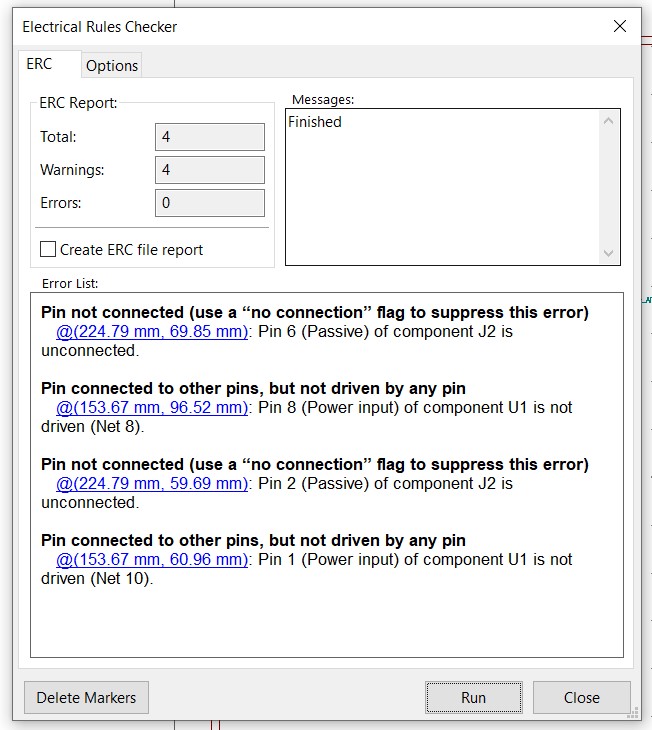 Electrical Rules Checker
ERC
Options
ERC Report:
Total:
4
Warnings:
4
Errors:
0
Create ERC file report
Messages:
Finished
Error List:
Pin not connected (use a “no connection” flag to suppress this error)
@(224.79 mm, 69.85 mm): Pin 6 (Passive) of component J2 is
unconnected.
Pin connected to other pins, but not driven by any pin
@(153.67 mm, 96.52 mm): Pin 8 (Power input) of component U1 is not
driven (Net 8).
Pin not connected (use a “no connection” flag to suppress this error)
@(224.79 mm, 59.69 mm): Pin 2 (Passive) of component J2 is
unconnected.
Pin connected to other pins, but not driven by any pin
@(153.67 mm, 60.96 mm): Pin 1 (Power input) of component U1 is not
driven (Net 10).
Delete Markers
Run
Close